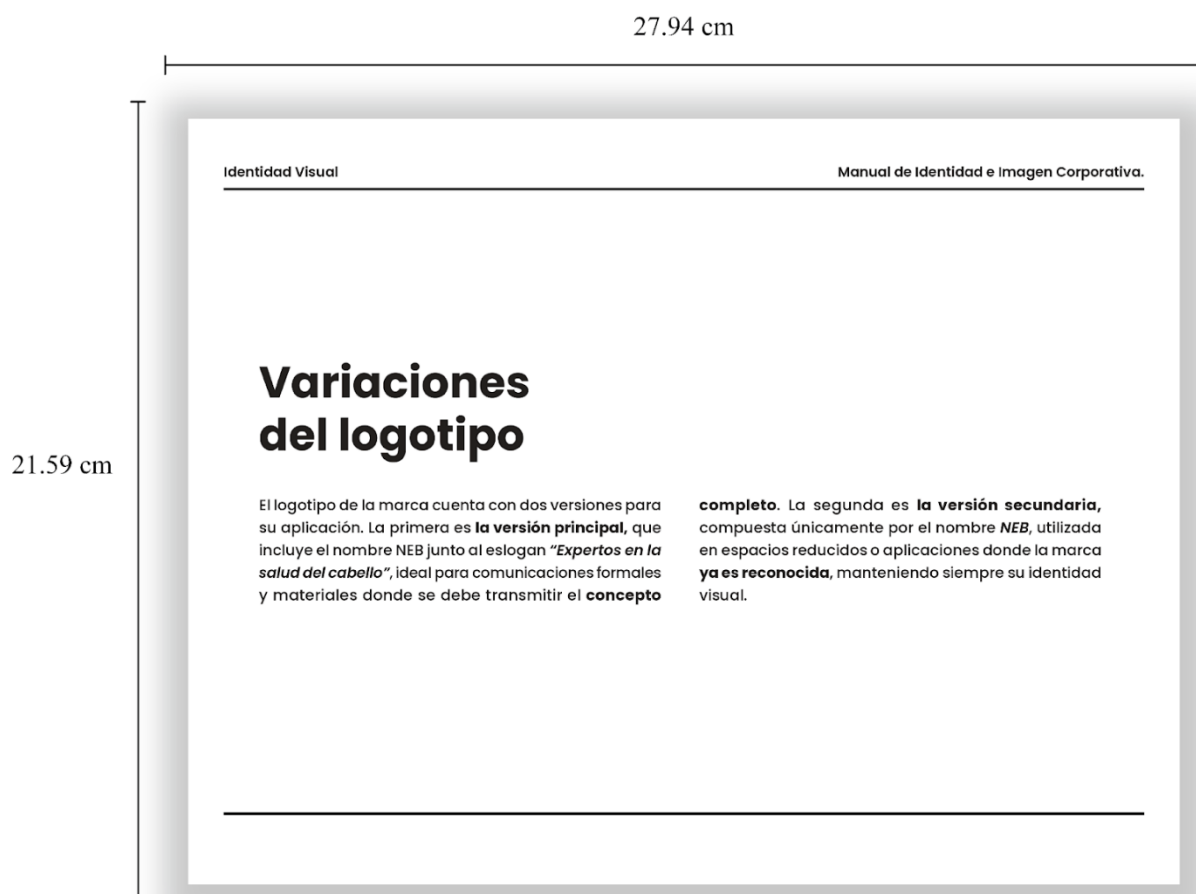 27.94 cm
21.59 cm
Identidad Visual
Manual de Identidad e Imagen Corporativa.
Variaciones
del logotipo
El logotipo de la marca cuenta con dos versiones para
su aplicación. La primera es la versión principal, que
incluye el nombre NEB junto al eslogan “Expertos en la
salud del cabello”, ideal para comunicaciones formales
y materiales donde se debe transmitir el concepto
completo. La segunda es la versión secundaria,
compuesta únicamente por el nombre NEB, utilizada
en espacios reducidos o aplicaciones donde la marca
ya es reconocida, manteniendo siempre su identidad
visual.